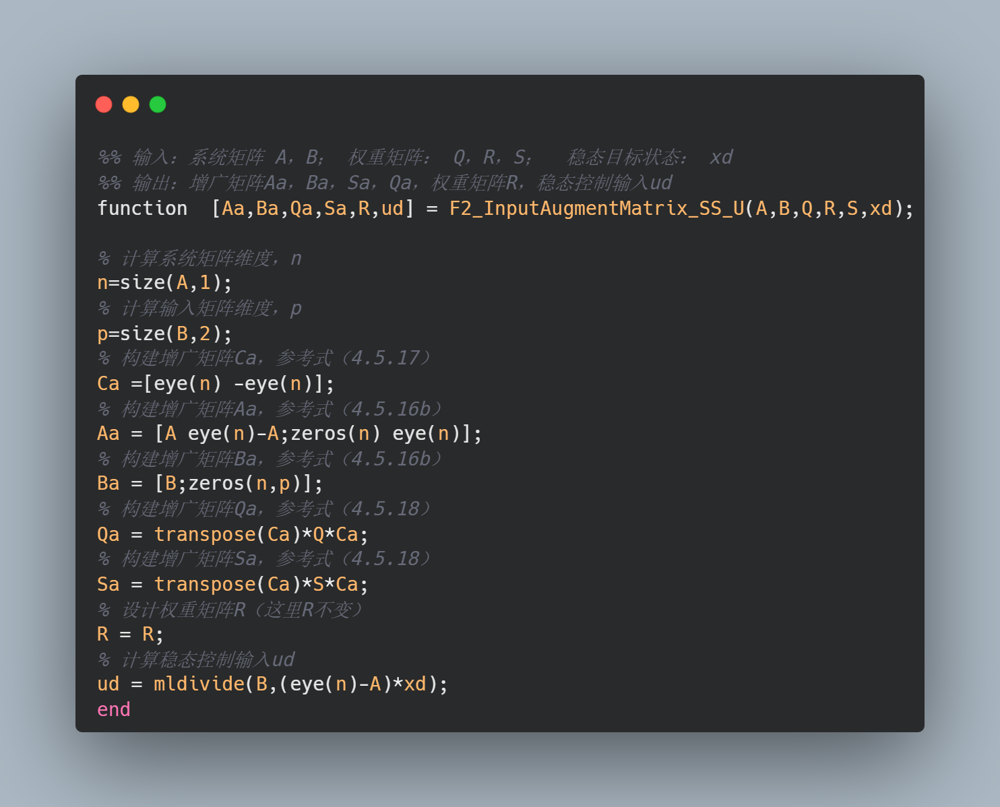 %% 输入：系统矩阵 A，B； 权重矩阵： Q，R，S；  稳态目标状态： xd
%% 输出：增广矩阵Aa，Ba，Sa，Qa，权重矩阵R，稳态控制输入ud
function  [Aa,Ba,Qa,Sa,R,ud] = F2_InputAugmentMatrix_SS_U(A,B,Q,R,S,xd);
% 计算系统矩阵维度，n
n=size(A,1);
% 计算输入矩阵维度，p
p=size(B,2);
% 构建增广矩阵Ca，参考式（4.5.17）
Ca =[eye(n) -eye(n)];
% 构建增广矩阵Aa，参考式（4.5.16b）
Aa = [A eye(n)-A;zeros(n) eye(n)];
% 构建增广矩阵Ba，参考式（4.5.16b）
Ba = [B;zeros(n,p)];
% 构建增广矩阵Qa，参考式（4.5.18）
Qa = transpose(Ca)*Q*Ca;
% 构建增广矩阵Sa，参考式（4.5.18）
Sa = transpose(Ca)*S*Ca;
% 设计权重矩阵R（这里R不变）
R = R;
% 计算稳态控制输入ud
ud = mldivide(B,(eye(n)-A)*xd);
end